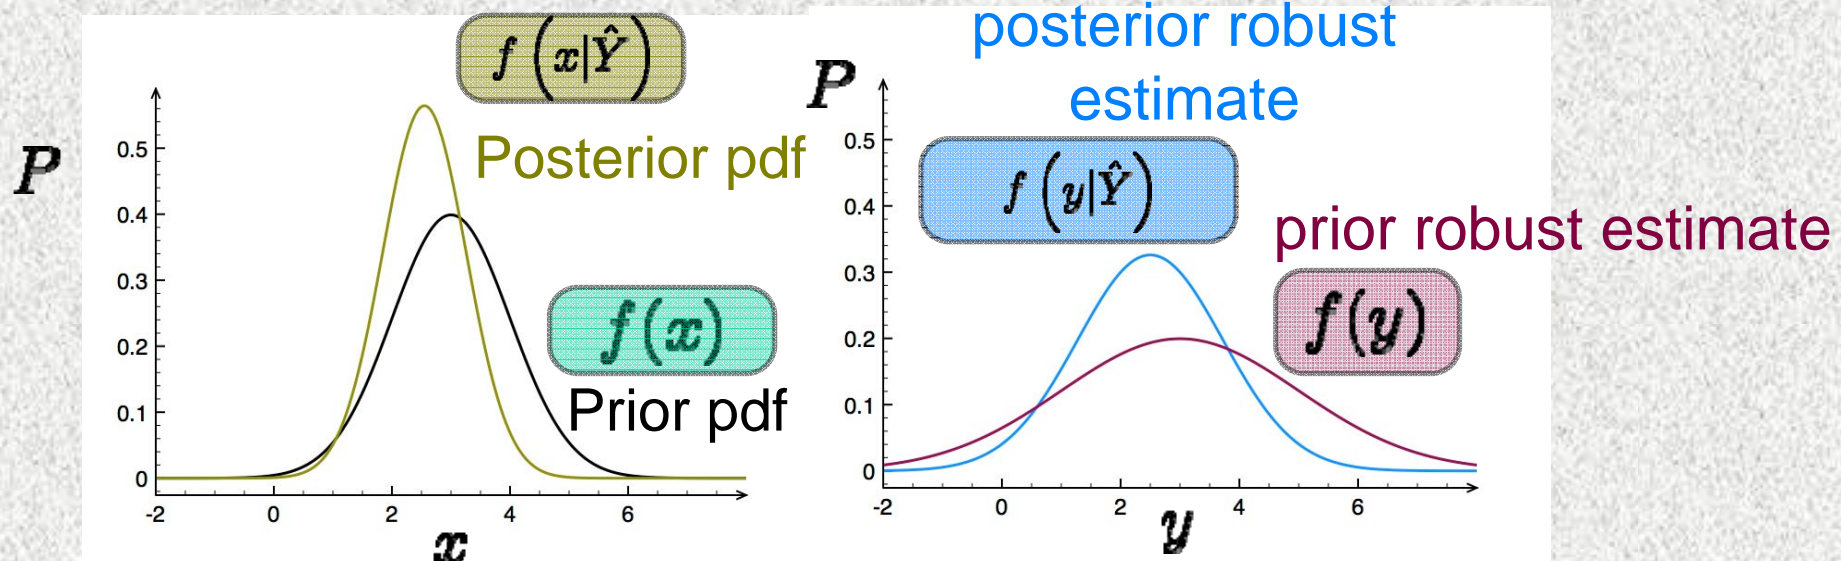 f(x|Ŷ)
Posterior pdf
P
0.5
0.4
0.3
0.2
0.1
0
f(x)
Prior pdf
-2 0 2 4 6
x
posterior robust
estimate
P
f(y|Ŷ)
prior robust estimate
f(y)
0.5
0.4
0.3
0.2
0.1
0
-2 0 2 4 6
y